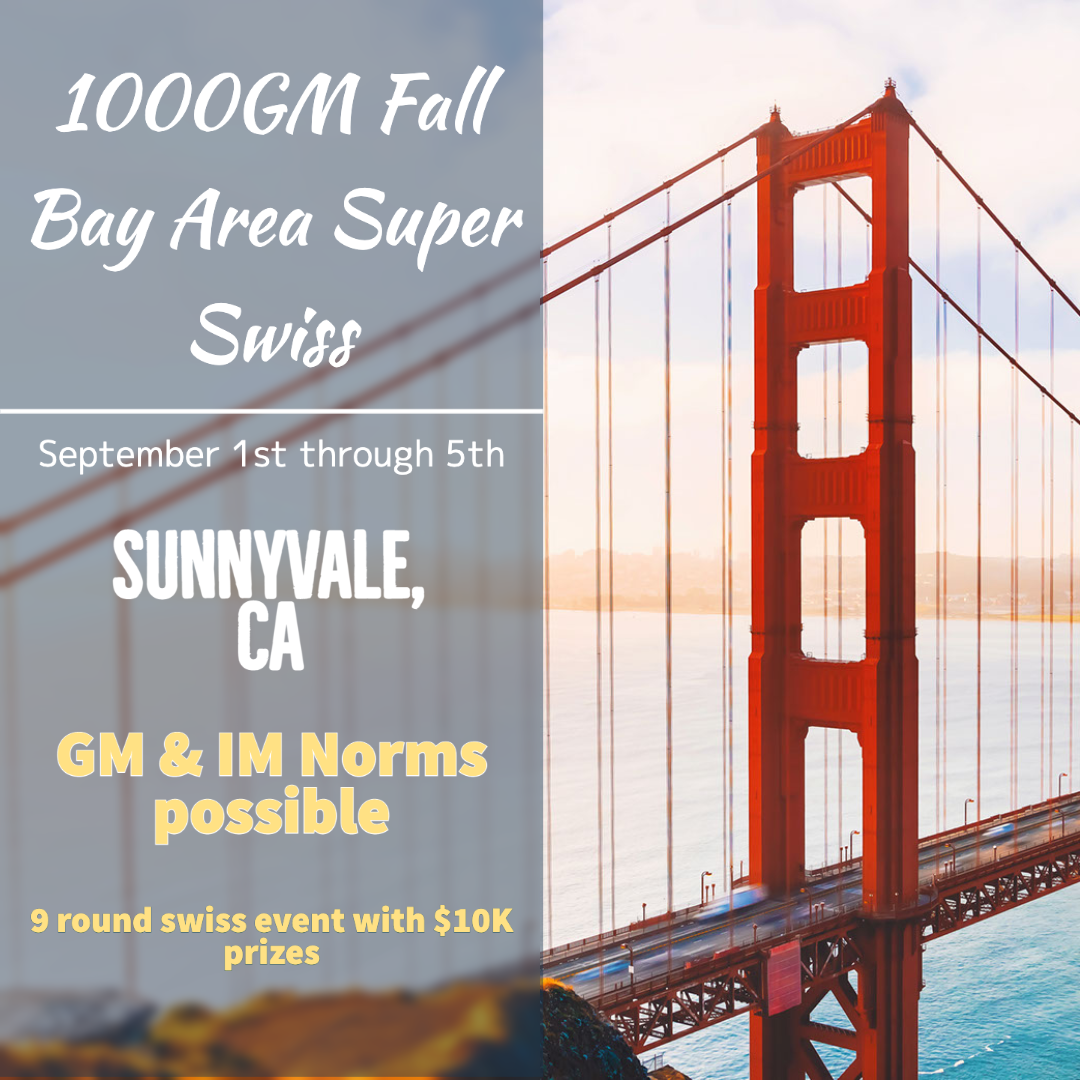 1000GM Fall
Bay Area Super
Swiss
September 1st through 5th
SUNNYVALE,
CA
GM & IM Norms
possible
9 round swiss event with $10K
prizes